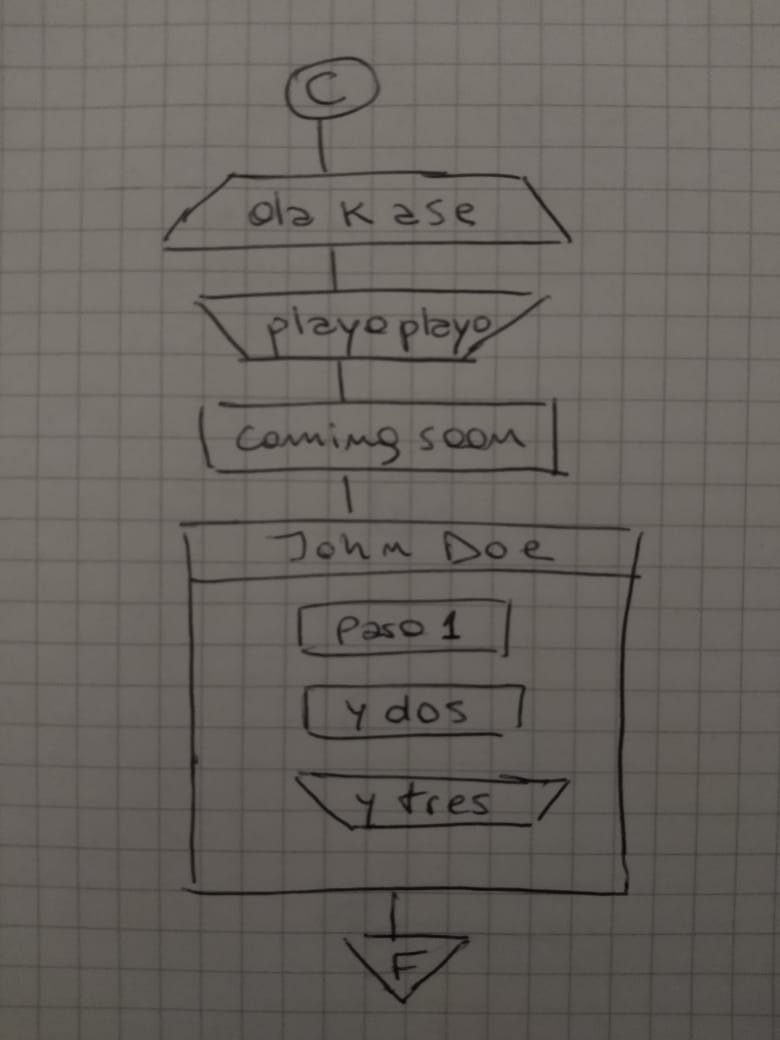 C
ola k ase
playo playo
coming soon
John Doe
paso 1
y dos
y tres
F